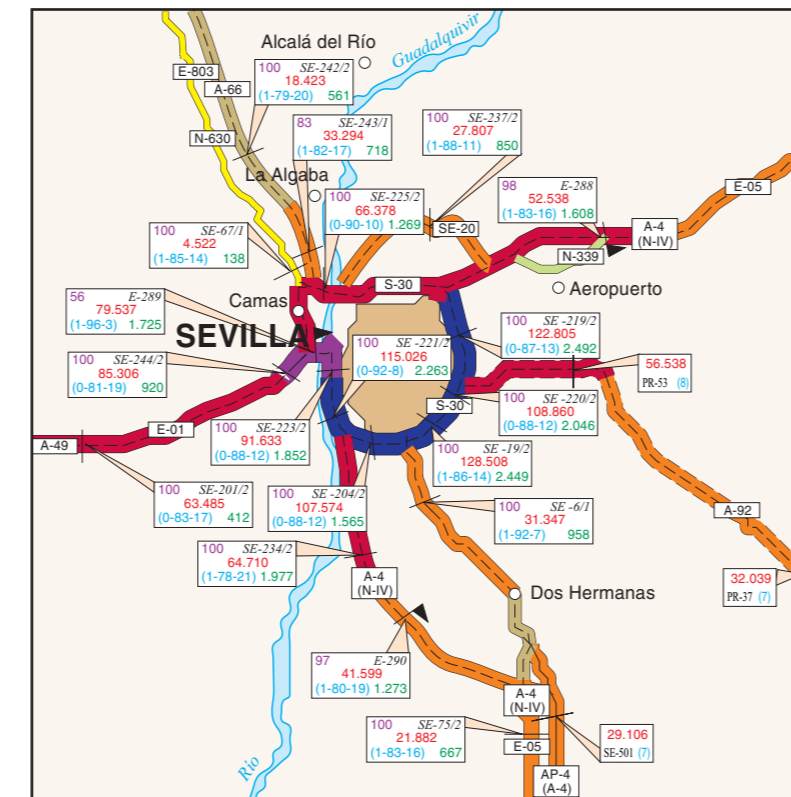 Alcalá del Río
Guadalquivir
E-803
A-66
N-630
100 SE-242/2
18.423
(1-79-20) 561
83 SE-243/1
33.294
(1-82-17) 718
100 SE-237/2
27.807
(1-88-11) 850
La Algaba
98 E-288
52.538
(1-83-16) 1.608
E-05
100 SE-225/2
66.378
(0-90-10) 1.269
SE-20
A-4
(N-IV)
N-339
100 SE-67/1
4.522
(1-85-14) 138
S-30
Aeropuerto
56 E-289
79.537
(1-96-3) 1.725
Camas
SEVILLA
100 SE -219/2
122.805
(0-87-13) 2.492
100 SE -221/2
115.026
(0-92-8) 2.263
100 SE-244/2
85.306
(0-81-19) 920
56.538
PR-53 (8)
100 SE -220/2
108.860
(0-88-12) 2.046
S-30
100 SE-223/2
91.633
(0-88-12) 1.852
E-01
A-49
100 SE -19/2
128.508
(1-86-14) 2.449
100 SE-201/2
63.485
(0-83-17) 412
100 SE -204/2
107.574
(0-88-12) 1.565
100 SE -6/1
31.347
(1-92-7) 958
A-92
100 SE-234/2
64.710
(1-78-21) 1.977
A-4
(N-IV)
32.039
PR-37 (7)
Dos Hermanas
97 E-290
41.599
(1-80-19) 1.273
A-4
(N-IV)
100 SE-75/2
21.882
(1-83-16) 667
E-05
29.106
SE-501 (7)
Río
AP-4
(A-4)